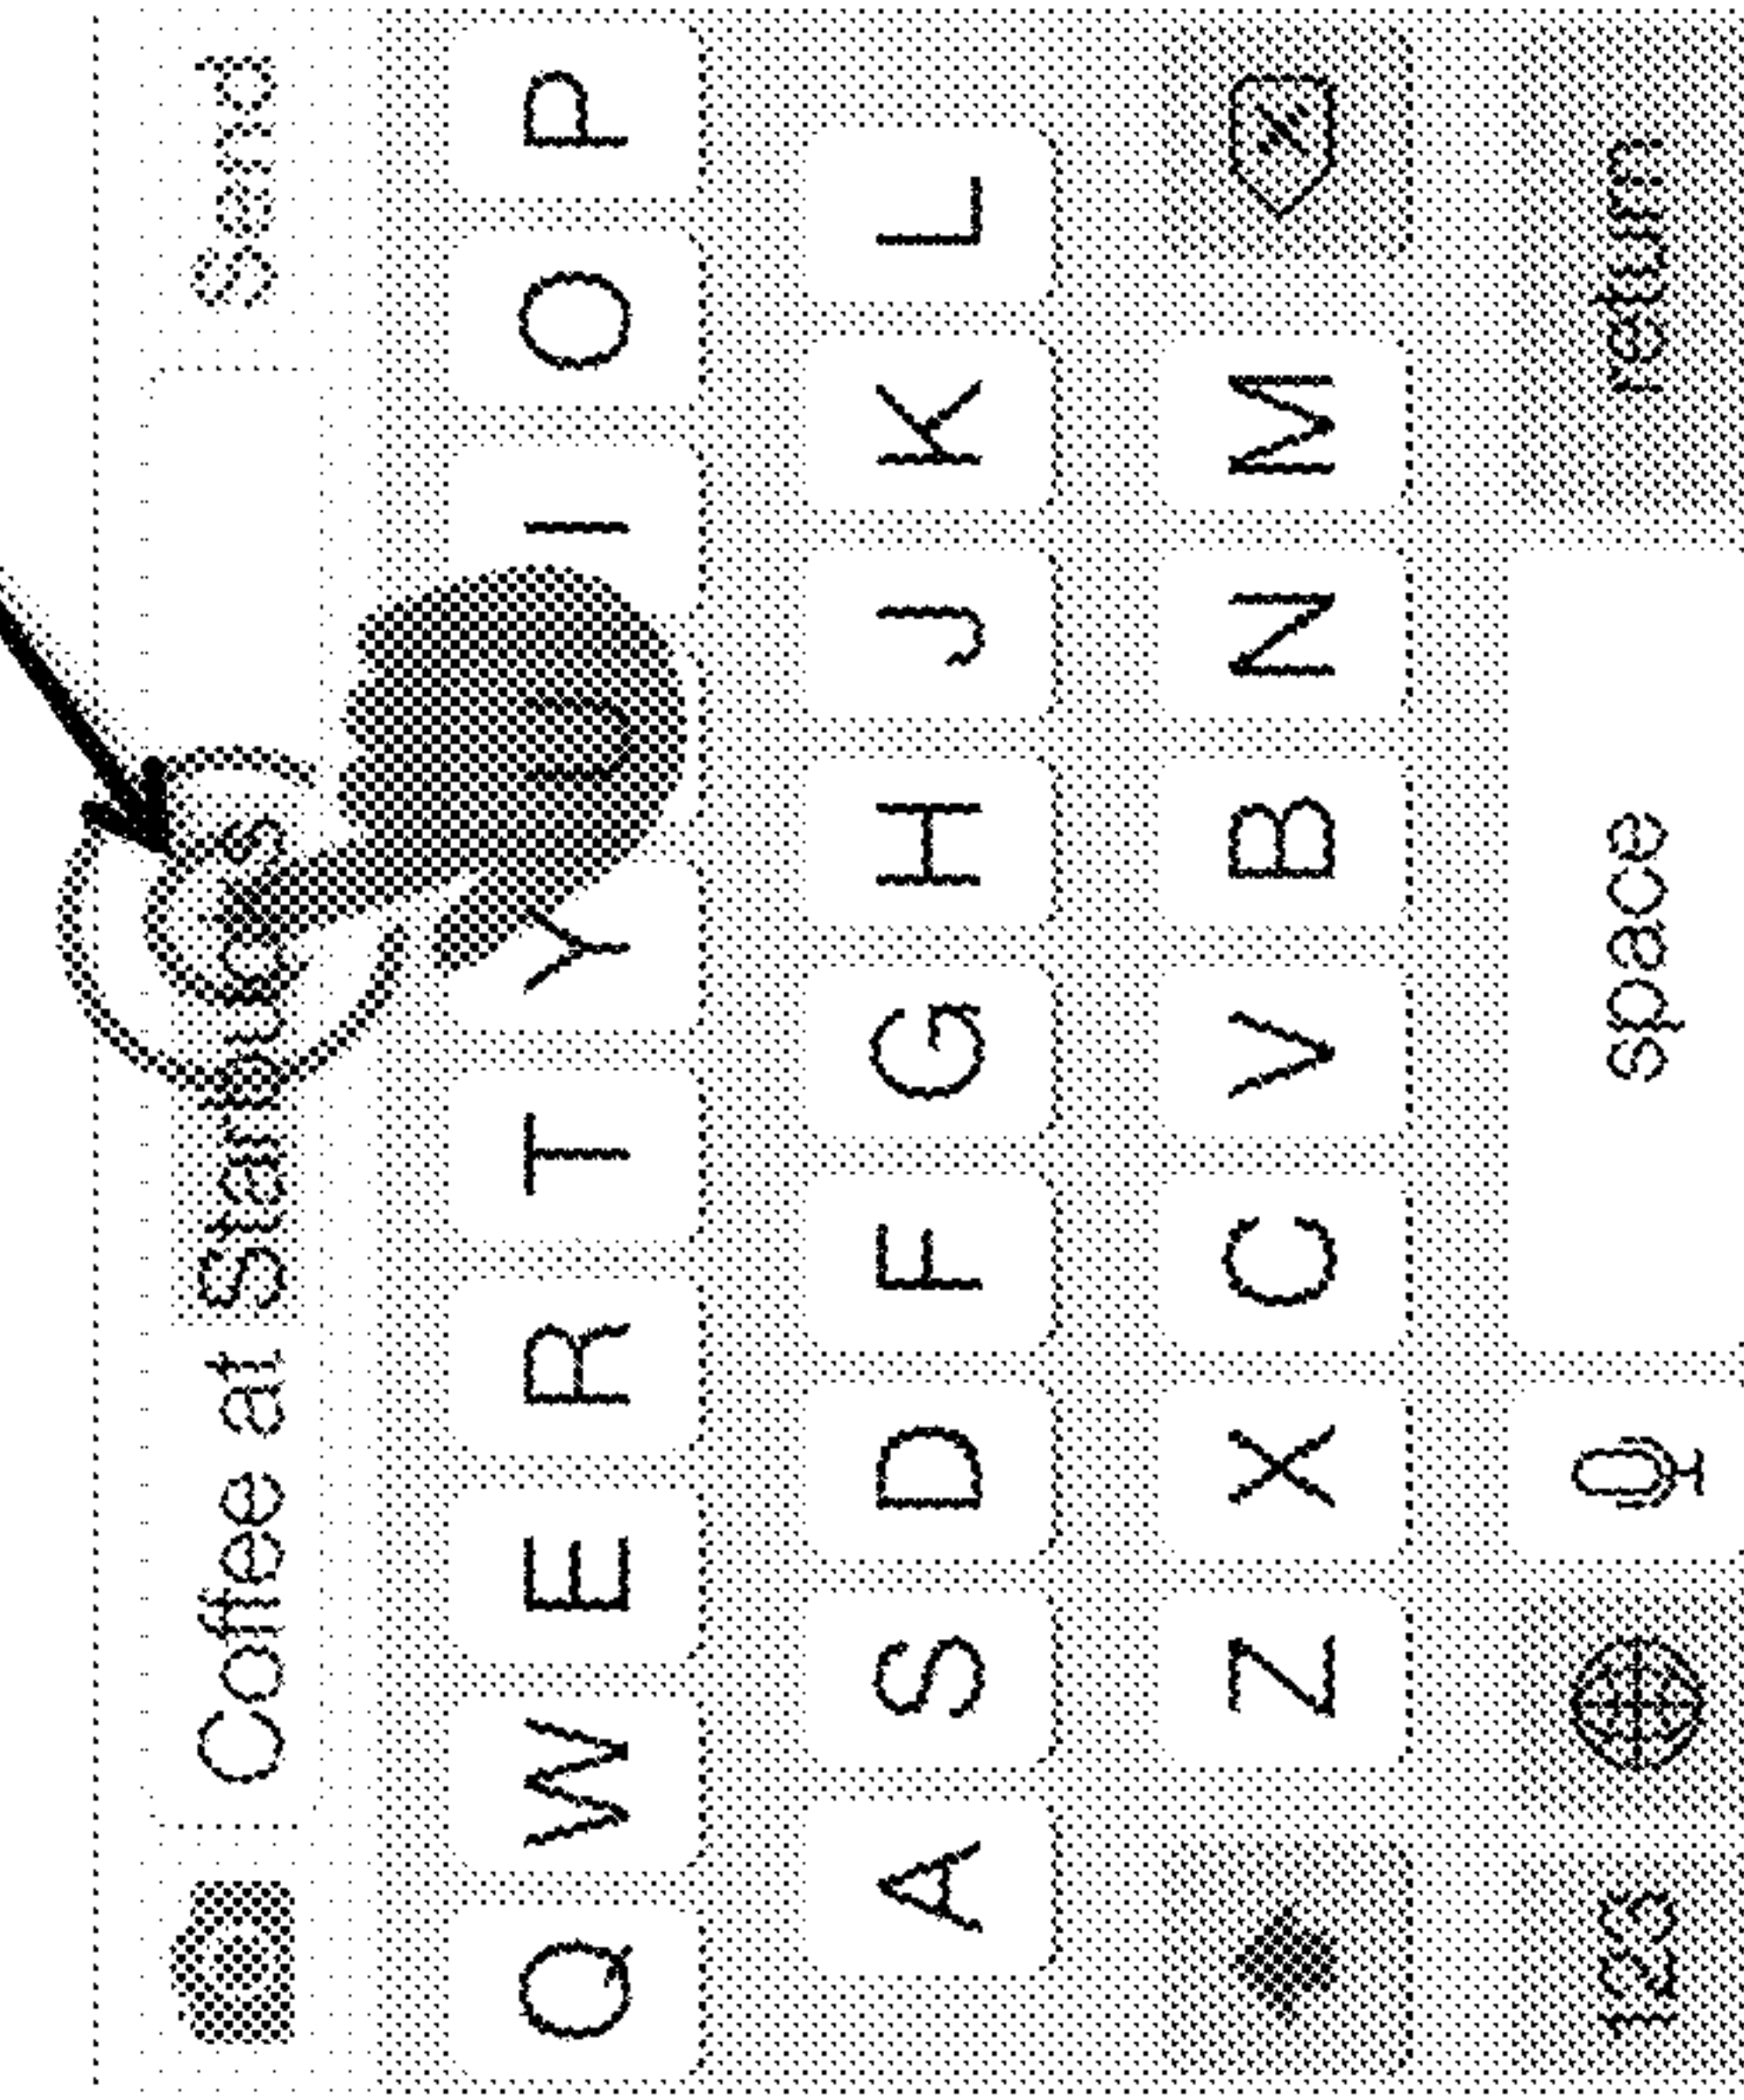 Coffee at Starbucks Send
Q W E R T Y U I O P
A S D F G H J K L
Z X C V B N M
123 space return